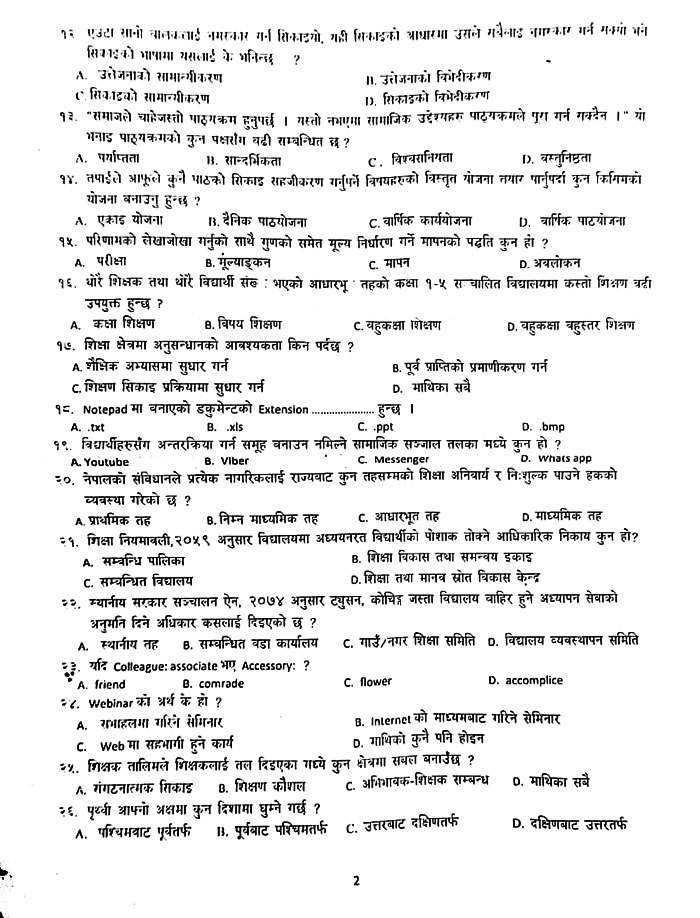 १२. एउटा सानो बालकलाई नमस्कार गर्न सिकाइयो, यही सिकाइको आधारमा उसले सबैलाई नमस्कार गर्न सक्यो भने
सिकाइको भाषामा यसलाई के भनिन्छ ?
A. उत्तेजनाको सामान्यीकरण B. उत्तेजनाको विभेदीकरण
C. सिकाइको सामान्यीकरण D. सिकाइको विभेदीकरण
१३. "समाजले चाहेजस्तो पाठ्यक्रम हुनुपर्छ । यस्तो नभएमा सामाजिक उद्देश्यहरु पाठ्यक्रमले पुरा गर्न सक्दैन ।" यो
भनाइ पाठ्यक्रमको कुन पक्षसँग बढी सम्बन्धित छ ?
A. पर्याप्तता B. सान्दर्भिकता C. विश्वसनियता D. वस्तुनिष्ठता
१४. तपाईले आफूले कुनै पाठको सिकाइ सहजीकरण गर्नुपर्ने विषयहरुको विस्तृत योजना तयार पार्नुपर्दा कुन किसिमको
योजना बनाउनु हुन्छ ?
A. एकाइ योजना B. दैनिक पाठयोजना C. वार्षिक कार्ययोजना D. वार्षिक पाठयोजना
१५. परिणामको लेखाजोखा गर्नुको साथै गुणको समेत मूल्य निर्धारण गर्ने मापनको पद्धति कुन हो ?
A. परीक्षा B. मूल्याङ्कन C. मापन D. अवलोकन
१६. थोरै शिक्षक तथा थोरै विद्यार्थी भएको तहको कक्षा १-५ विद्यालयमा कस्तो शिक्षण बढी
उपयुक्त हुन्छ ?
A. कक्षा शिक्षण B. विषय शिक्षण C. बहुकक्षा शिक्षण D. बहुकक्षा बहुस्तर शिक्षण
१७. शिक्षा क्षेत्रमा अनुसन्धानको आवश्यकता किन पर्दछ ?
A. शैक्षिक अभ्यासमा सुधार गर्न B. पूर्व प्राप्तिको प्रमाणीकरण गर्न
C. शिक्षण सिकाइ प्रकियामा सुधार गर्न D. माथिका सबै
१८. Notepad मा बनाएको डकुमेन्टको Extension ..................... हुन्छ ।
A. .txt B. .xls C. .ppt D. .bmp
१९. विद्यार्थीहरुसँग अन्तरक्रिया गर्न समूह बनाउन नमिल्ने सामाजिक सञ्जाल तलका मध्ये कुन हो ?
A. Youtube B. Viber C. Messenger D. Whats app
२०. नेपालको संविधानले प्रत्येक नागरिकलाई राज्यबाट कुन तहसम्मको शिक्षा अनिवार्य र निःशुल्क पाउने हकको
व्यवस्था गरेको छ ?
A. प्राथमिक तह B. निम्न माध्यमिक तह C. आधारभूत तह D. माध्यमिक तह
२१. शिक्षा नियमावली,२०५९ अनुसार विद्यालयमा अध्ययनरत विद्यार्थीको पोशाक तोक्ने आधिकारिक निकाय कुन हो?
A. सम्बन्धि पालिका B. शिक्षा विकास तथा समन्वय इकाइ
C. सम्बन्धित विद्यालय D. शिक्षा तथा मानव स्रोत विकास केन्द्र
२२. स्थानीय सरकार सञ्चालन ऐन, २०७४ अनुसार ट्युसन, कोचिङ्ग जस्ता विद्यालय बाहिर हुने अध्यापन सेवाको
अनुमति दिने अधिकार कसलाई दिइएको छ ?
A. स्थानीय तह B. सम्बन्धित वडा कार्यालय C. गाउँ/नगर शिक्षा समिति D. विद्यालय व्यवस्थापन समिति
२३. यदि Colleague: associate भए Accessory: ?
A. friend B. comrade C. flower D. accomplice
२४. Webinar को अर्थ के हो ?
A. सभाहलमा गरिने सेमिनार B. Internet को माध्यमबाट गरिने सेमिनार
C. Web मा सहभागी हुने कार्य D. माथिको कुनै पनि होइन
२५. शिक्षक तालिमले शिक्षकलाई तल दिइएका मध्ये कुन क्षेत्रमा सबल बनाउँछ ?
A. संगठनात्मक सिकाइ B. शिक्षण कौशल C. अभिभावक-शिक्षक सम्बन्ध D. माथिका सबै
२६. पृथ्वी आफ्नो अक्षमा कुन दिशामा घुम्ने गर्छ ?
A. पश्चिमबाट पूर्वतर्फ B. पूर्वबाट पश्चिमतर्फ C. उत्तरबाट दक्षिणतर्फ D. दक्षिणबाट उत्तरतर्फ
2